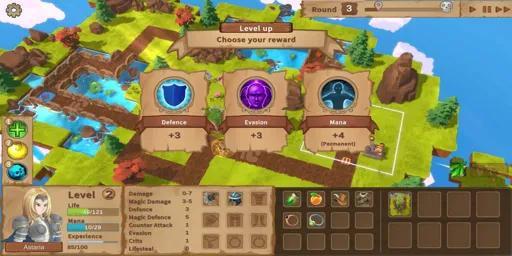 Level up
Round 3
Choose your reward
Defence
Evasion
Mana
+3
+3
+4
(Permanent)
Level 2
Life
/121
Mana
10/29
Experience
85/100
Astaria
Damage 0-7
Magic Damage 3-5
Defence 3
Magic Defence 5
Counter Attack 1
Evasion 1
Crits 1
Lifesteal 0